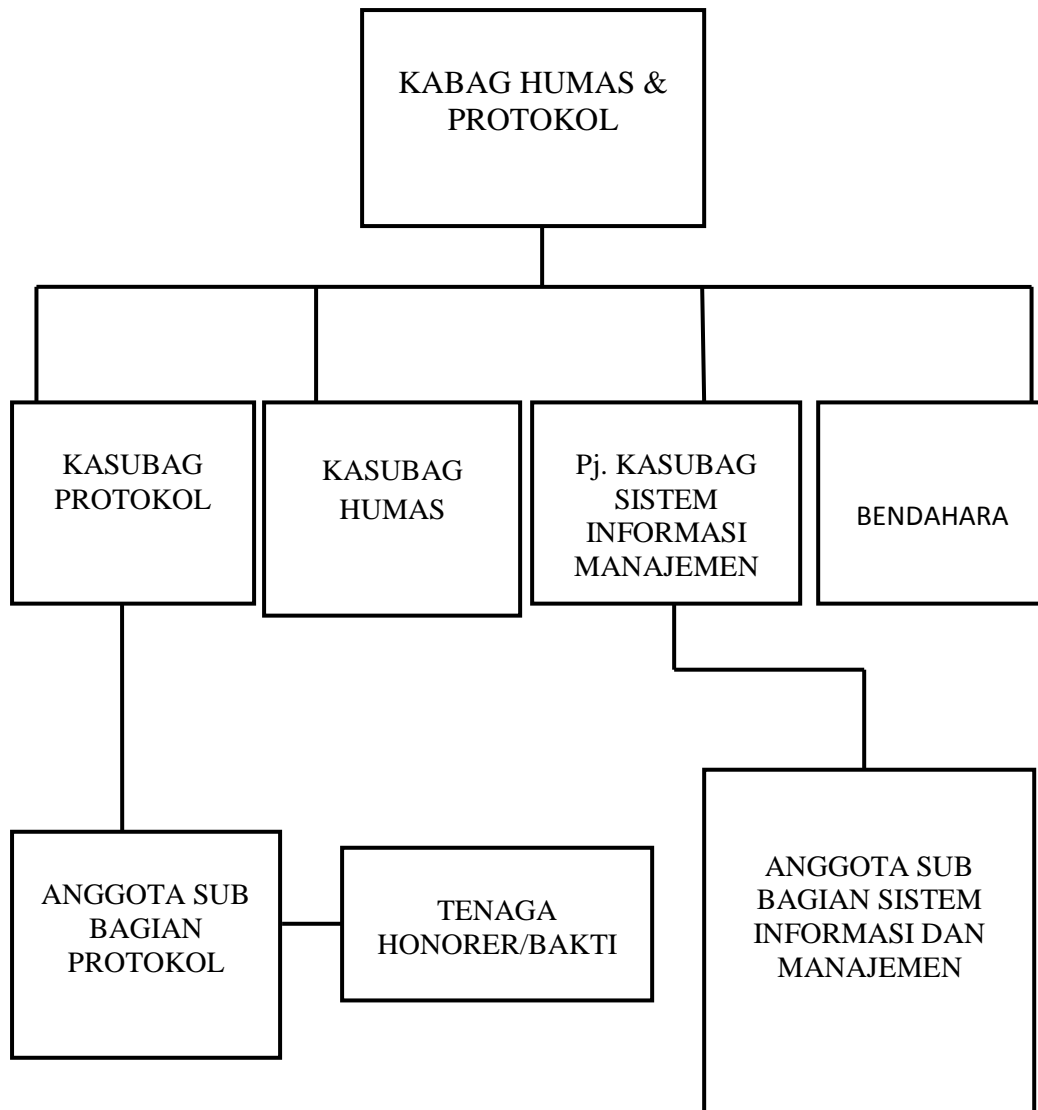 KABAG HUMAS &
PROTOKOL
KASUBAG
PROTOKOL
KASUBAG
HUMAS
Pj. KASUBAG
SISTEM
INFORMASI
MANAJEMEN
BENDAHARA
ANGGOTA SUB
BAGIAN
PROTOKOL
TENAGA
HONORER/BAKTI
ANGGOTA SUB
BAGIAN SISTEM
INFORMASI DAN
MANAJEMEN